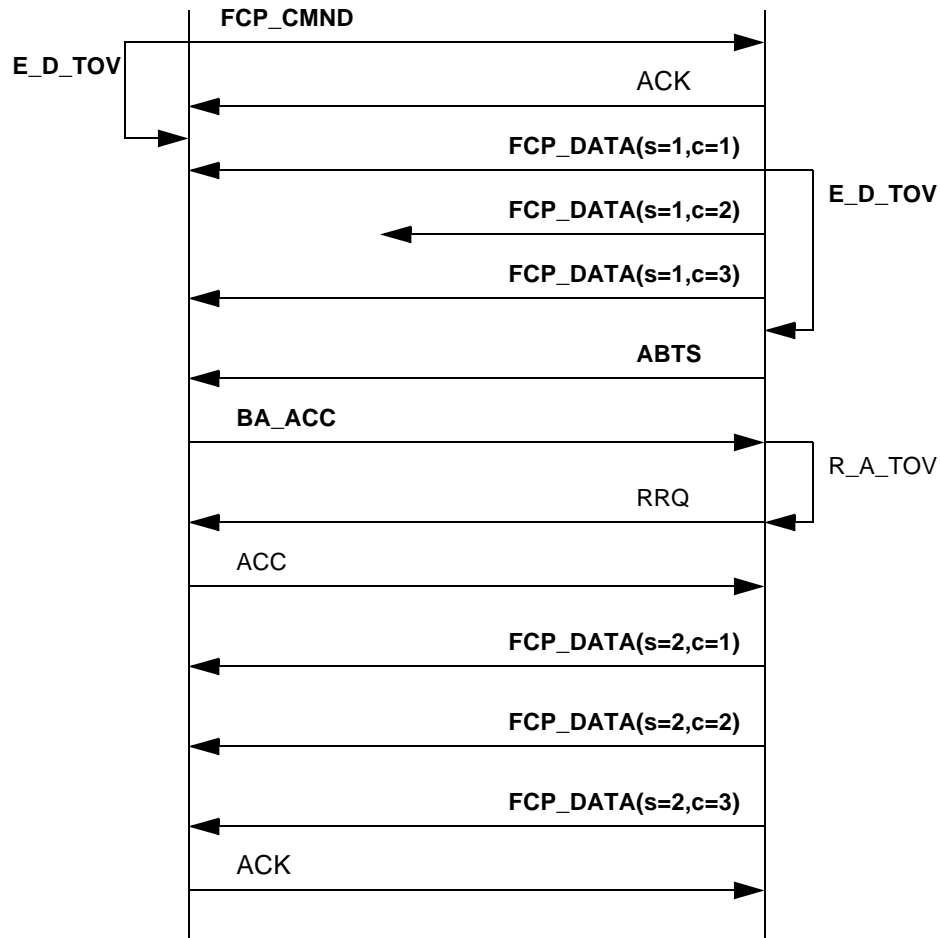 FCP_CMND
E_D_TOV
ACK
FCP_DATA(s=1,c=1)
E_D_TOV
FCP_DATA(s=1,c=2)
FCP_DATA(s=1,c=3)
ABTS
BA_ACC
R_A_TOV
RRQ
ACC
FCP_DATA(s=2,c=1)
FCP_DATA(s=2,c=2)
FCP_DATA(s=2,c=3)
ACK